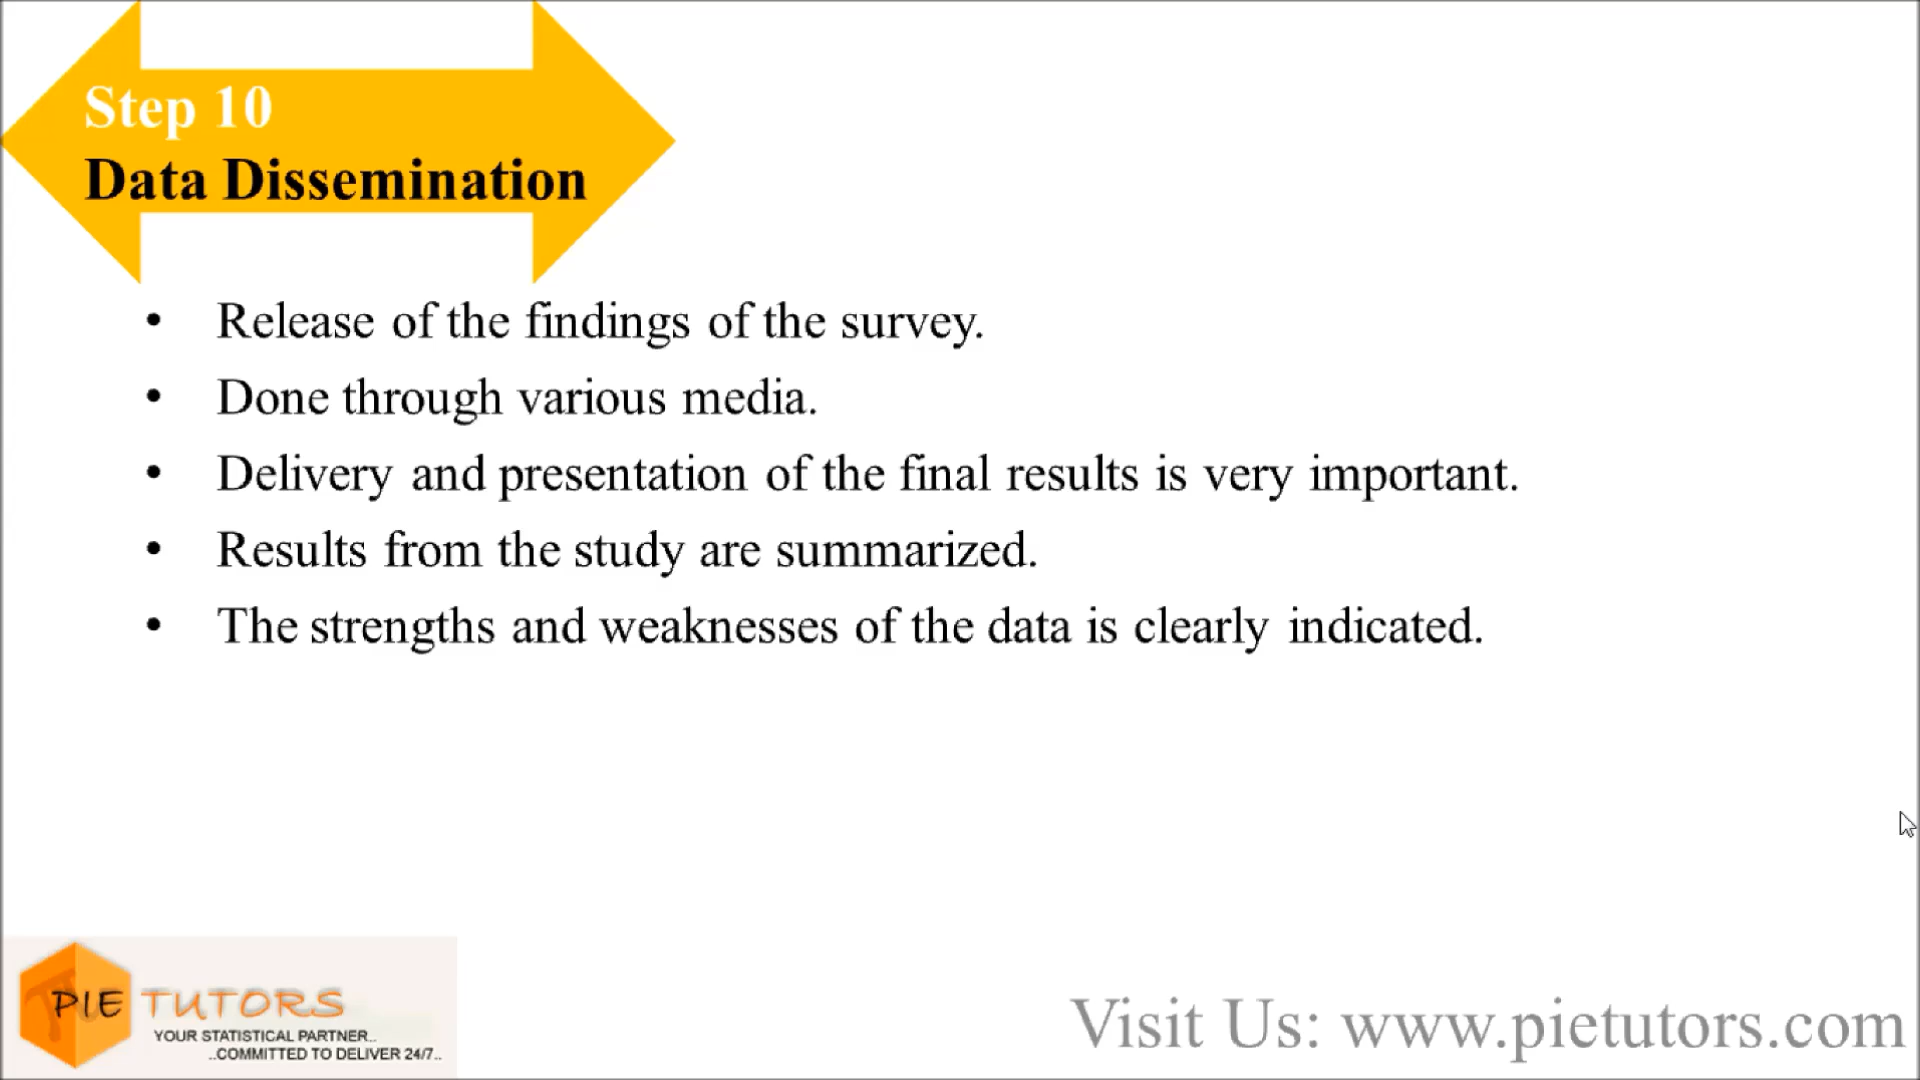 Step 10
Data Dissemination
• Release of the findings of the survey.
• Done through various media.
• Delivery and presentation of the final results is very important.
• Results from the study are summarized.
• The strengths and weaknesses of the data is clearly indicated.
PIE TUTORS
YOUR STATISTICAL PARTNER..
..COMMITTED TO DELIVER 24/7..
Visit Us: www.pietutors.com